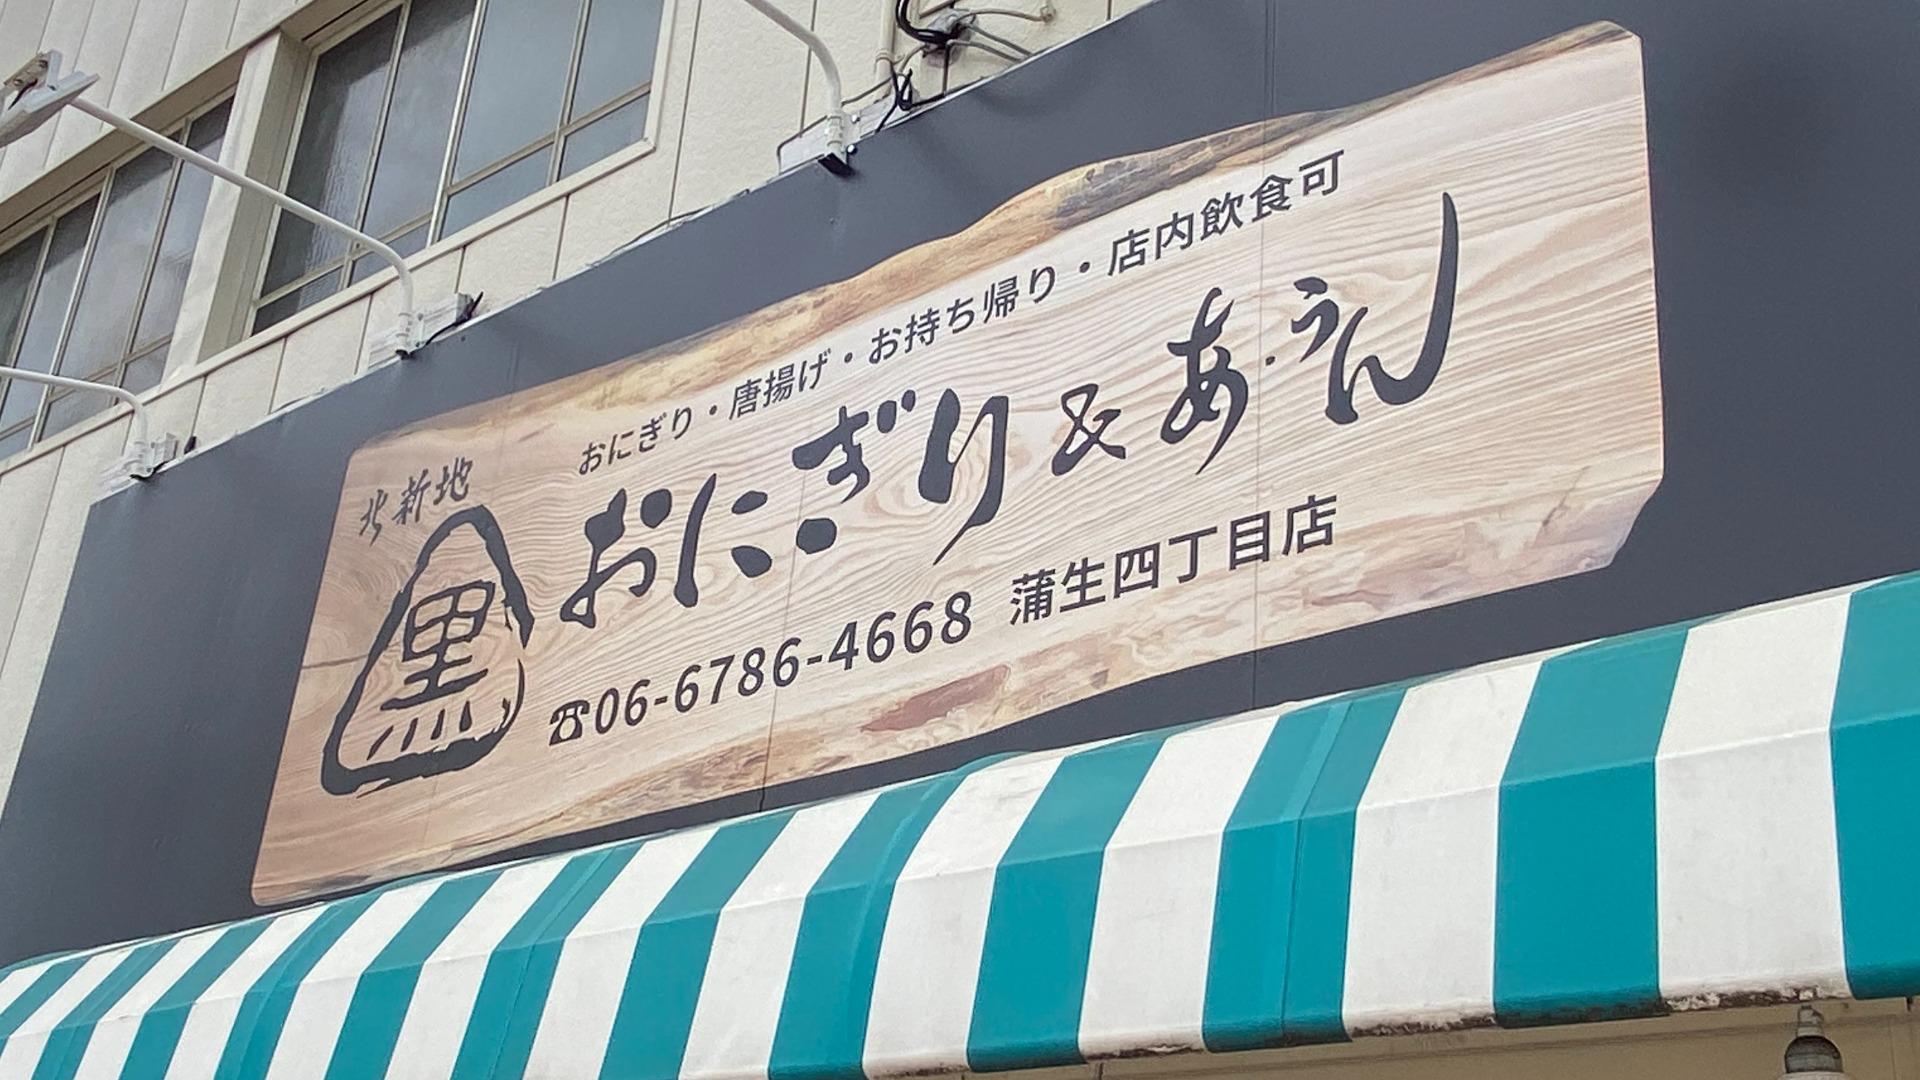 おにぎり・唐揚げ・お持ち帰り・店内飲食可
北新地
黒
おにぎり&あ・うん
☎06-6786-4668 蒲生四丁目店